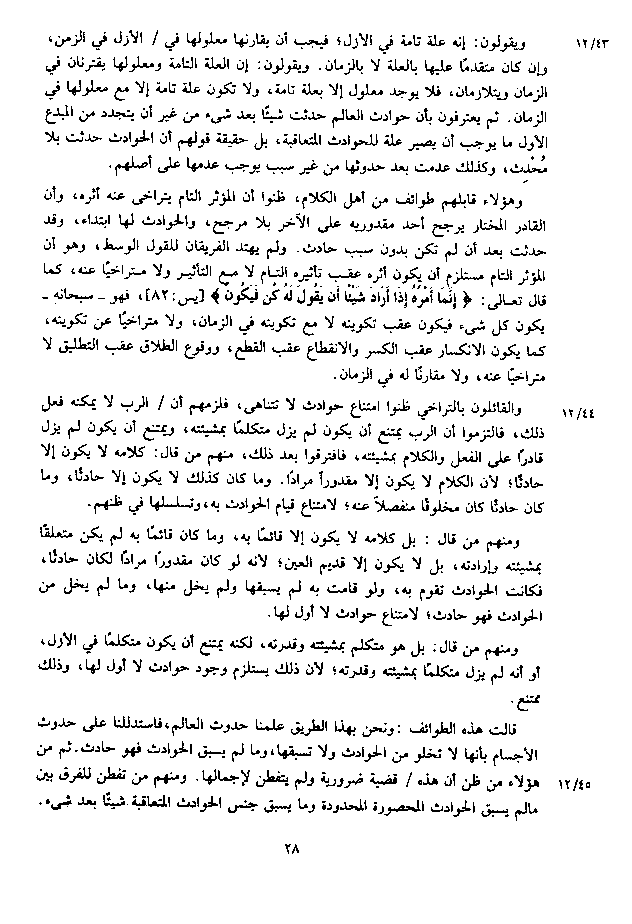 ١٢/٤٣ ويقولون: إنه علة تامة في الأزل؛ فيجب أن يقارنها معلولها في / الأزل في الزمن،
وإن كان متقدمًا عليها بالعلة لا بالزمان. ويقولون: إن العلة التامة ومعلولها يقترنان في
الزمان ويتلازمان، فلا يوجد معلول إلا بعلة تامة، ولا تكون علة تامة إلا مع معلولها في
الزمان. ثم يعترفون بأن حوادث العالم حدثت شيئًا بعد شيء من غير أن يتجدد من المبدع
الأول ما يوجب أن يصير علة للحوادث المتعاقبة، بل حقيقة قولهم أن الحوادث حدثت بلا
مُحْدِث، وكذلك عدمت بعد حدوثها من غير سبب يوجب عدمها على أصلهم.
وهؤلاء قابلهم طوائف من أهل الكلام، ظنوا أن المؤثر التام يتراخى عنه أثره، وأن
القادر المختار يرجح أحد مقدوريه على الآخر بلا مرجح، والحوادث لها ابتداء، وقد
حدثت بعد أن لم تكن بدون سبب حادث. ولم يهتد الفريقان للقول الوسط، وهو أن
المؤثر التام مستلزم أن يكون أثره عقب تأثيره التام لا مع التأثير ولا متراخيًا عنه، كما
قال تعالى: ﴿ إِنَّمَا أَمْرُهُ إِذَا أَرَادَ شَيْئًا أَن يَقُولَ لَهُ كُن فَيَكُونُ ﴾ [يس: ٨٢]، فهو ــ سبحانه ــ
يكون كل شيء فيكون عقب تكوينه لا مع تكوينه في الزمان، ولا متراخيًا عن تكوينه،
كما يكون الانكسار عقب الكسر والانقطاع عقب القطع، ووقوع الطلاق عقب التطليق لا
متراخيًا عنه، ولا مقارنًا له في الزمان.
١٢/٤٤ والقائلون بالتراخي ظنوا امتناع حوادث لا تتناهى، فلزمهم أن / الرب لا يمكنه فعل
ذلك، فالتزموا أن الرب يمتنع أن يكون لم يزل متكلمًا بمشيئته، ويمتنع أن يكون لم يزل
قادرًا على الفعل والكلام بمشيئته، فافترقوا بعد ذلك، منهم من قال: كلامه لا يكون إلا
حادثًا؛ لأن الكلام لا يكون إلا مقدوراً مرادًا. وما كان كذلك لا يكون إلا حادثًا، وما
كان حادثًا كان مخلوقًا منفصلاً عنه؛ لامتناع قيام الحوادث به، وتسلسلها في ظنهم.
ومنهم من قال : بل كلامه لا يكون إلا قائمًا به، وما كان قائمًا به لم يكن متعلقًا
بمشيئته وإرادته، بل لا يكون إلا قديم العين؛ لأنه لو كان مقدورًا مرادًا لكان حادثًا،
فكانت الحوادث تقوم به، ولو قامت به لم يسبقها ولم يخل منها، وما لم يخل من
الحوادث فهو حادث؛ لامتناع حوادث لا أول لها.
ومنهم من قال: بل هو متكلم بمشيئته وقدرته، لكنه يمتنع أن يكون متكلمًا في الأزل،
أو أنه لم يزل متكلمًا بمشيئته وقدرته؛ لأن ذلك يستلزم وجود حوادث لا أول لها، وذلك
ممتنع.
قالت هذه الطوائف :ونحن بهذا الطريق علمنا حدوث العالم،فاستدللنا على حدوث
الأجسام بأنها لا تخلو من الحوادث ولا تسبقها،وما لم يسبق الحوادث فهو حادث. ثم من
١٢/٤٥ هؤلاء من ظن أن هذه / قضية ضرورية ولم يتفطن لإجمالها. ومنهم من تفطن للفرق بين
مالم يسبق الحوادث المحصورة المحدودة وما يسبق جنس الحوادث المتعاقبة شيئًا بعد شيء.
٢٨